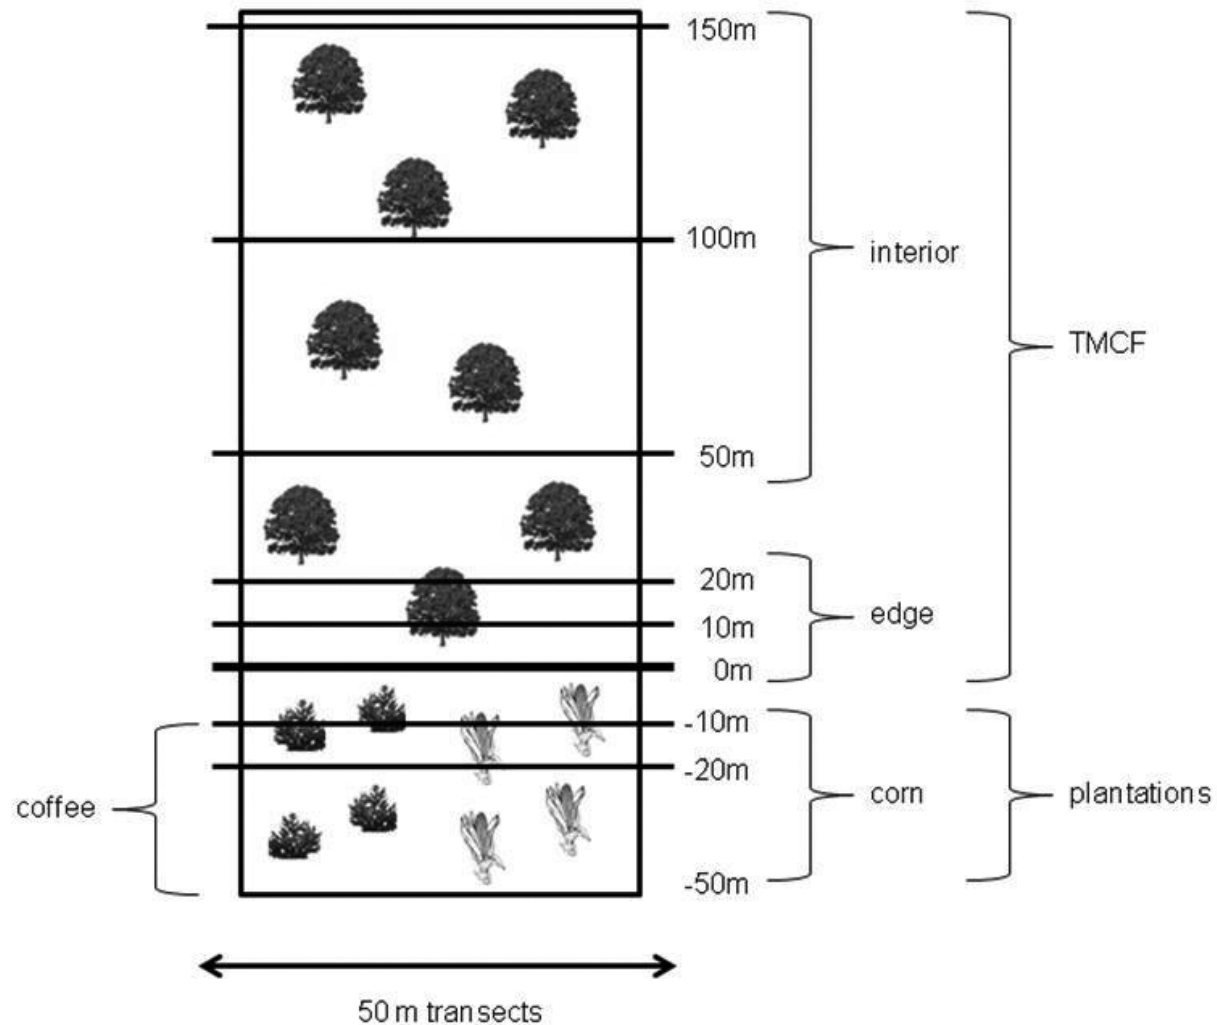 150m
100m
interior
TMCF
50m
20m
edge
10m
0m
-10m
-20m
coffee
corn
plantations
-50m
50 m transects